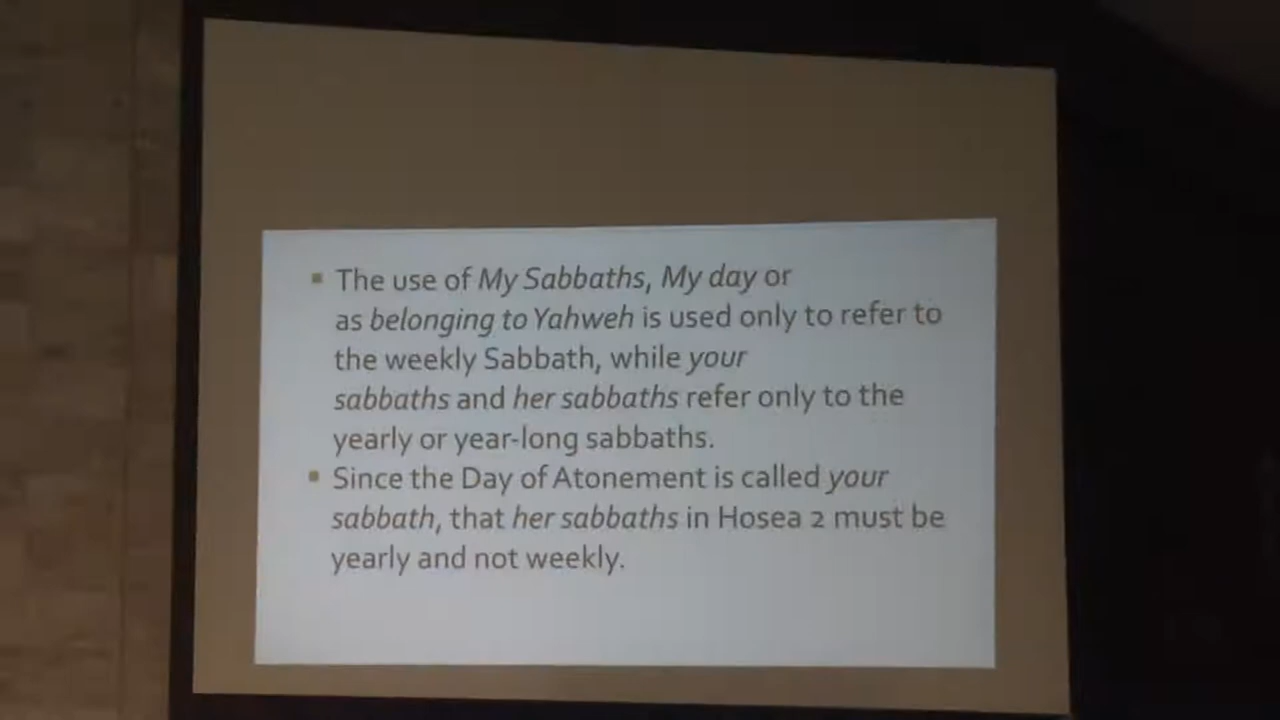 ▪ The use of My Sabbaths, My day or
as belonging to Yahweh is used only to refer to
the weekly Sabbath, while your
sabbaths and her sabbaths refer only to the
yearly or year-long sabbaths.
▪ Since the Day of Atonement is called your
sabbath, that her sabbaths in Hosea 2 must be
yearly and not weekly.